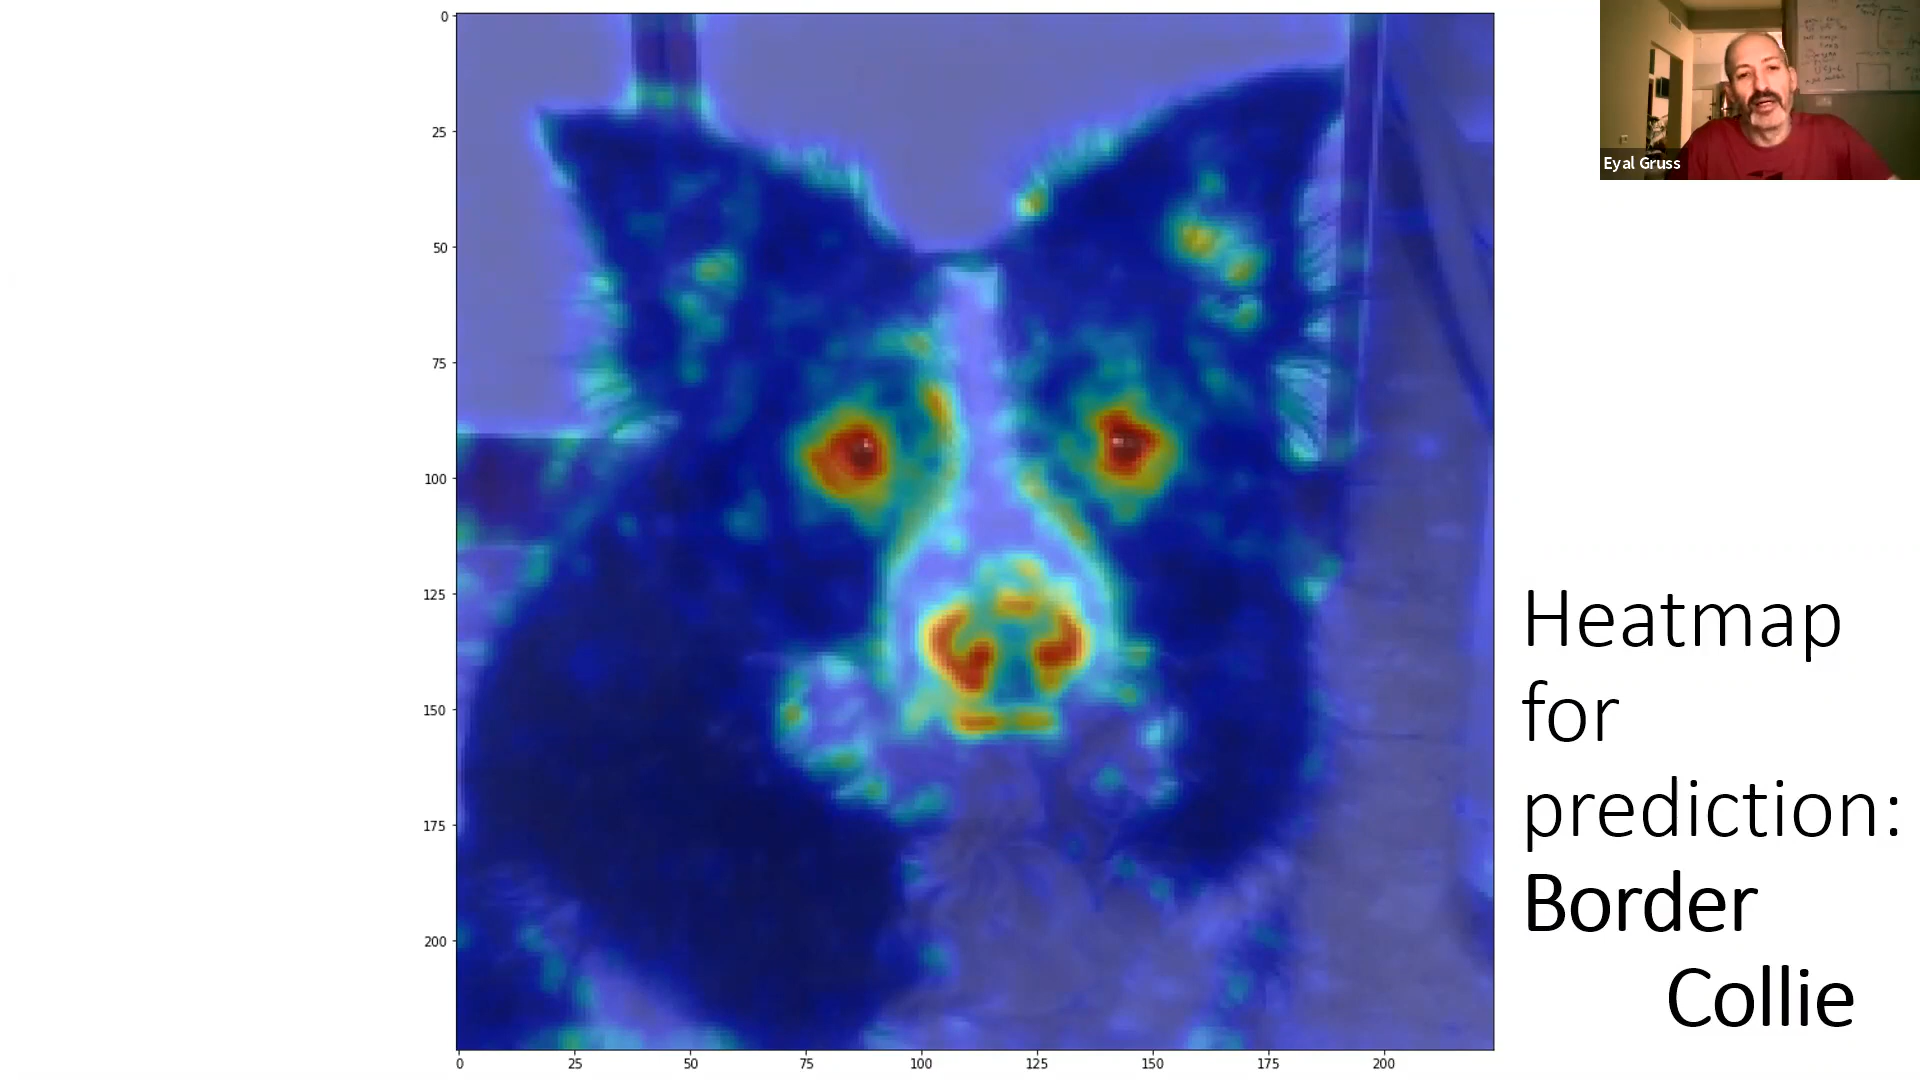 0
25
50
75
100
125
150
175
200
0 25 50 75 100 125 150 175 200
Eyal Gruss
Heatmap
for
prediction:
Border
Collie